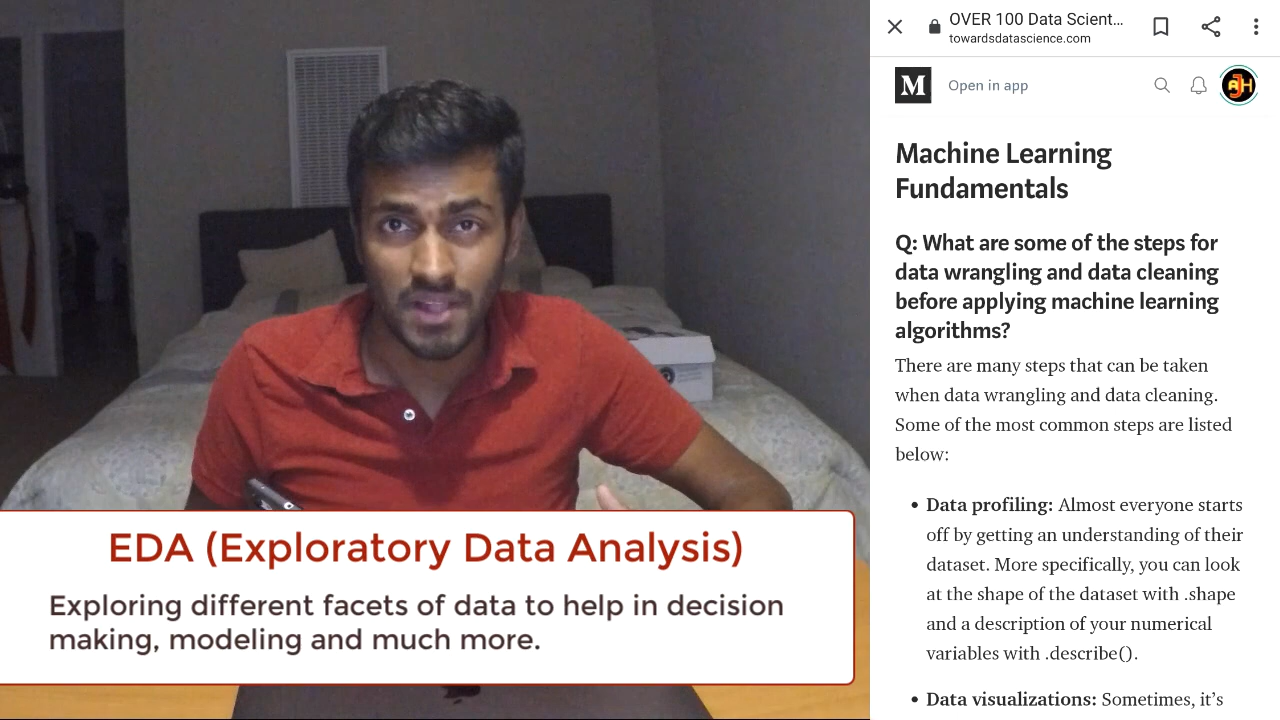 EDA (Exploratory Data Analysis)
Exploring different facets of data to help in decision
making, modeling and much more.
OVER 100 Data Scient...
towardsdatascience.com
M
Open in app
AJH
Machine Learning
Fundamentals
Q: What are some of the steps for
data wrangling and data cleaning
before applying machine learning
algorithms?
There are many steps that can be taken
when data wrangling and data cleaning.
Some of the most common steps are listed
below:
• Data profiling: Almost everyone starts
off by getting an understanding of their
dataset. More specifically, you can look
at the shape of the dataset with .shape
and a description of your numerical
variables with .describe().
• Data visualizations: Sometimes, it’s